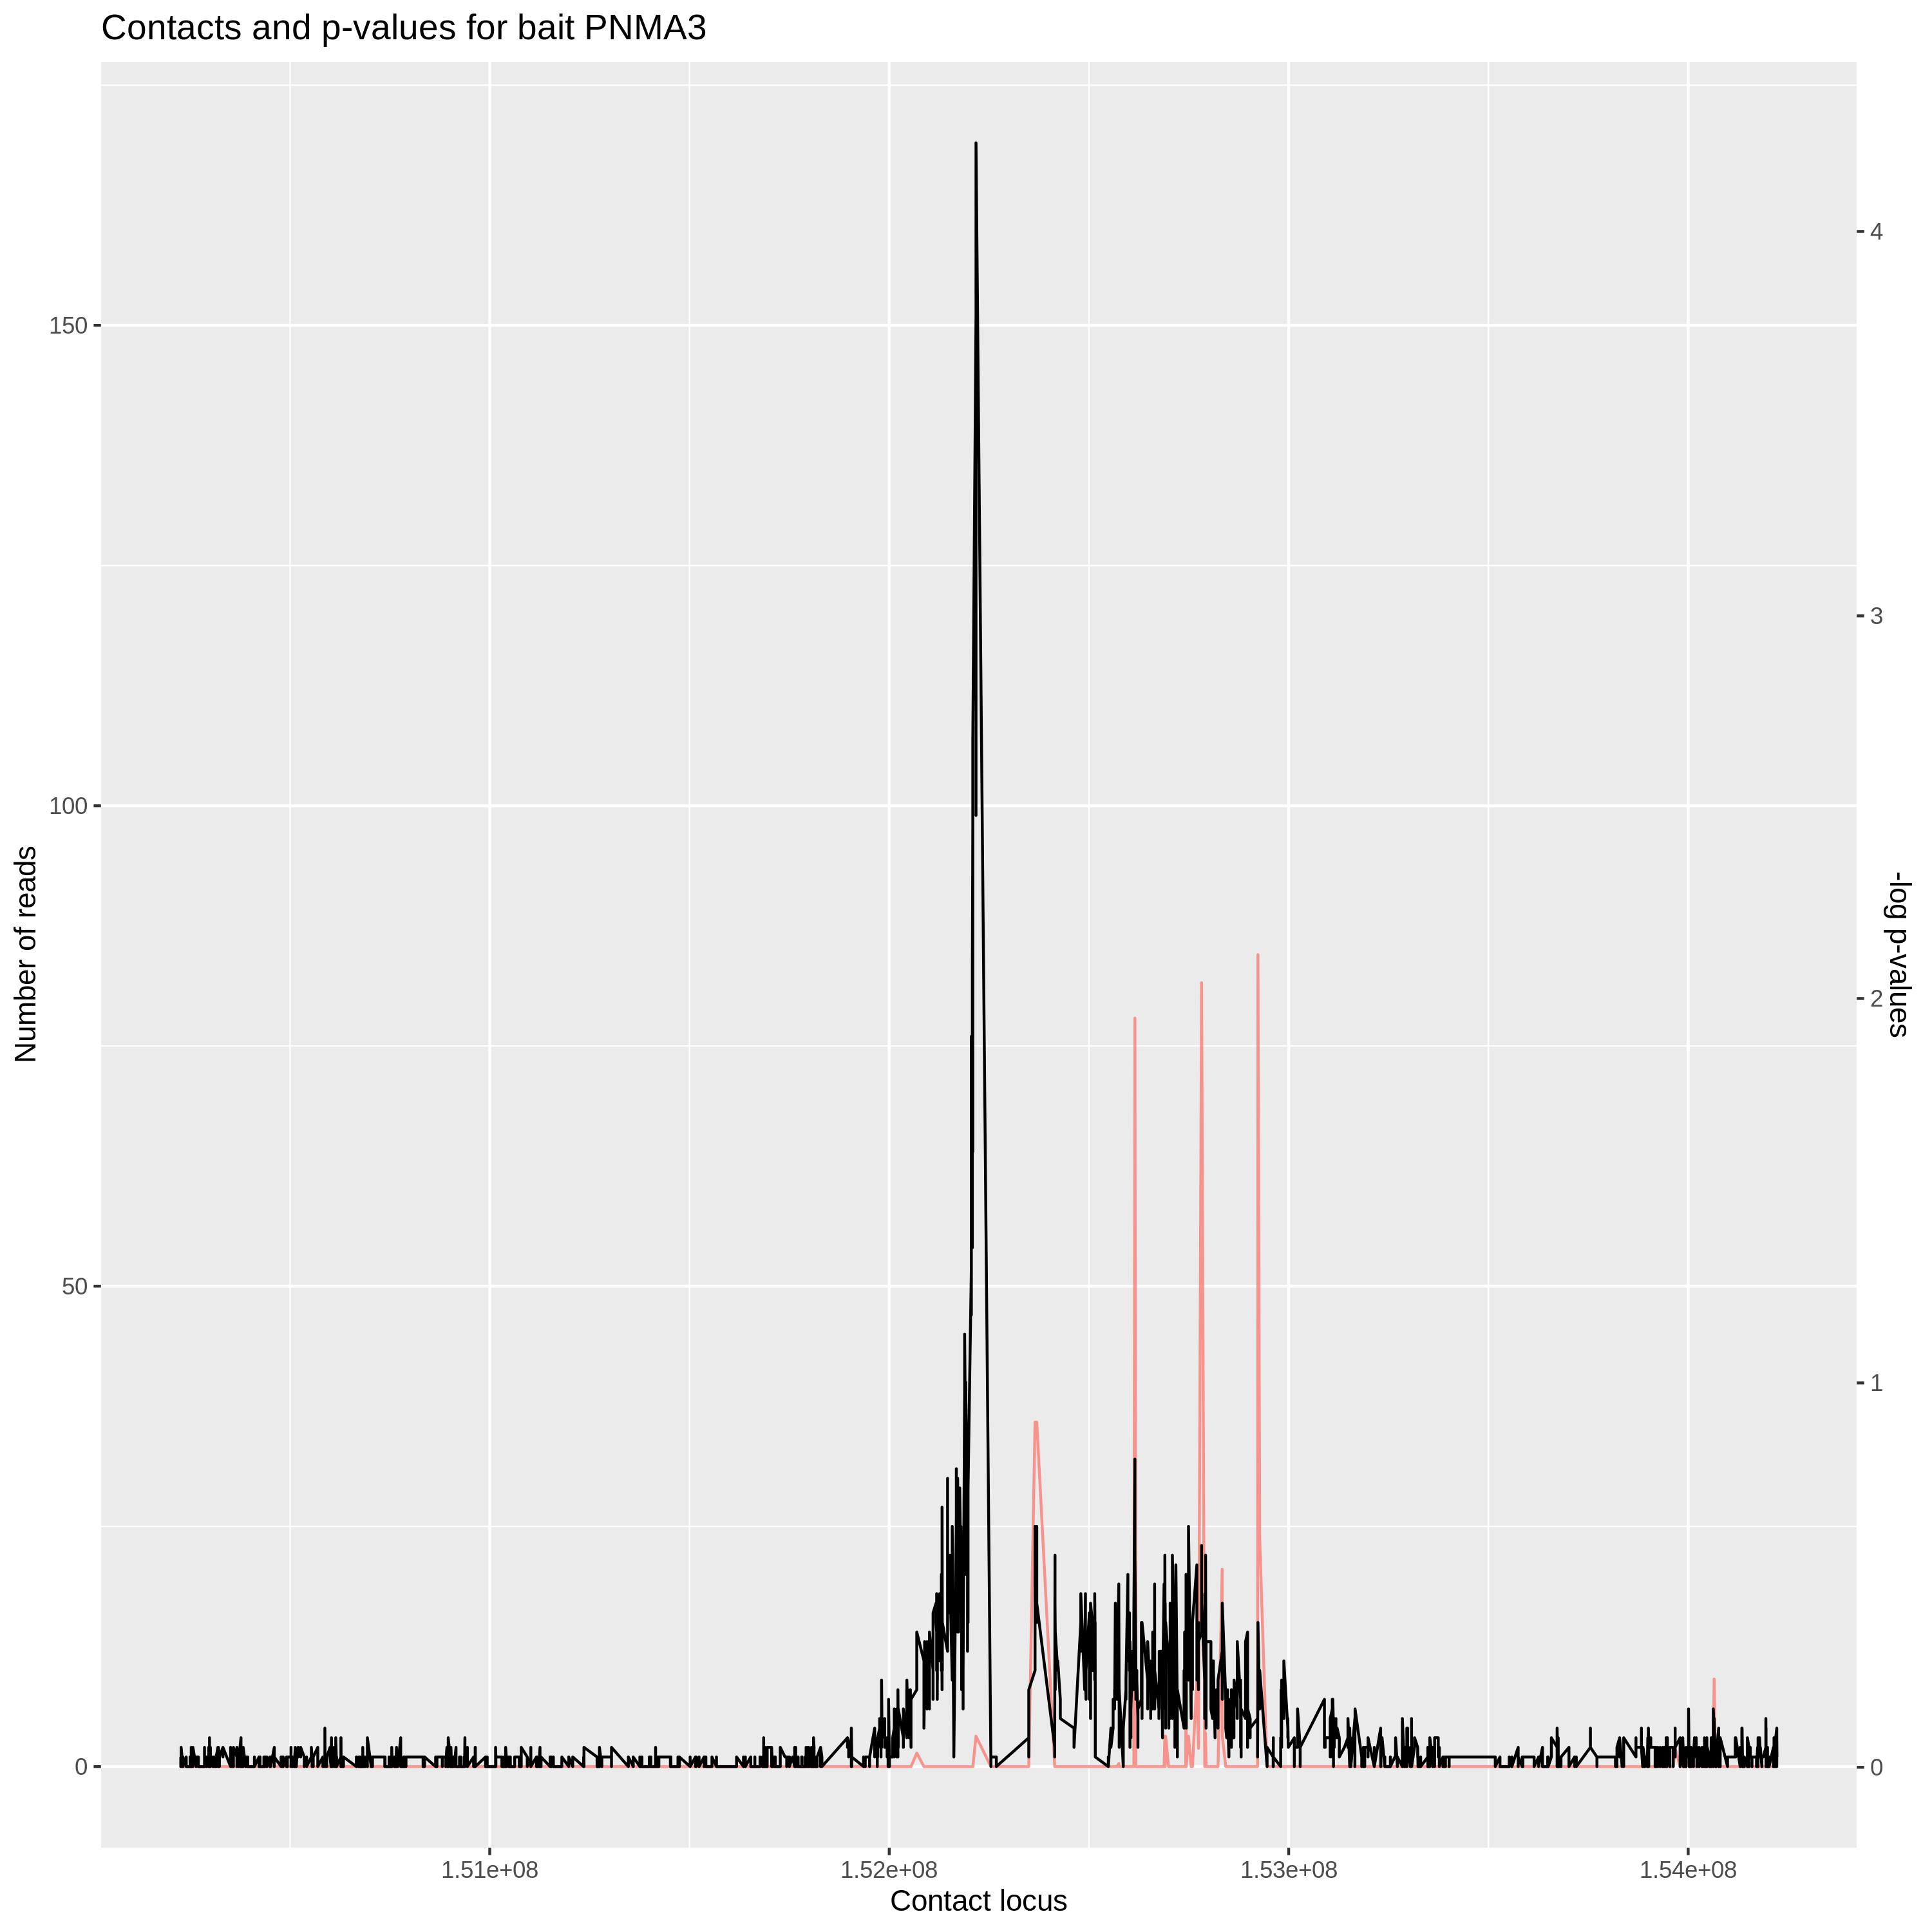 Contacts and p-values for bait PNMA3
Number of reads
150
100
50
0
4
3
2
1
0
-log p-values
1.51e+08
1.52e+08
1.53e+08
1.54e+08
Contact locus